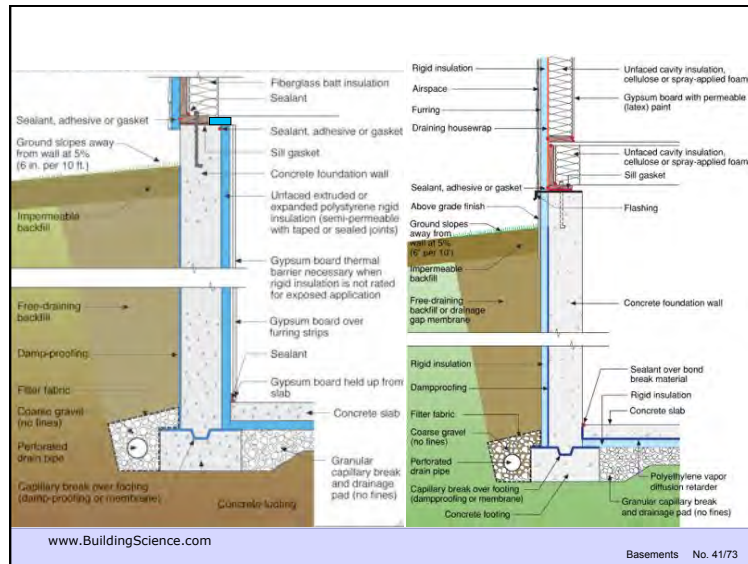 Fiberglass batt insulation
Sealant
Sealant, adhesive or gasket
Sealant, adhesive or gasket
Ground slopes away
from wall at 5%
(6 in. per 10 ft.)
Sill gasket
Concrete foundation wall
Unfaced extruded or
expanded polystyrene rigid
insulation (semi-permeable
with taped or sealed joints)
Impermeable
backfill
Gypsum board thermal
barrier necessary when
rigid insulation is not rated
for exposed application
Free-draining
backfill
Gypsum board over
furring strips
Damp-proofing
Sealant
Gypsum board held up from
slab
Filter fabric
Coarse gravel
(no fines)
Concrete slab
Perforated
drain pipe
Granular
capillary break
and drainage
pad (no fines)
Capillary break over footing
(damp-proofing or membrane)
Concrete footing
Rigid insulation
Airspace
Furring
Draining housewrap
Unfaced cavity insulation,
cellulose or spray-applied foam
Gypsum board with permeable
(latex) paint
Unfaced cavity insulation,
cellulose or spray-applied foam
Sill gasket
Sealant, adhesive or gasket
Above grade finish
Flashing
Ground slopes
away from
wall at 5%
(6" per 10')
Impermeable
backfill
Free-draining
backfill or drainage
gap membrane
Concrete foundation wall
Rigid insulation
Dampproofing
Sealant over bond
break material
Rigid insulation
Concrete slab
Filter fabric
Coarse gravel
(no fines)
Perforated
drain pipe
Polyethylene vapor
diffusion retarder
Capillary break over footing
(dampproofing or membrane)
Granular capillary break
and drainage pad (no fines)
Concrete footing
www.BuildingScience.com
Basements No. 41/73